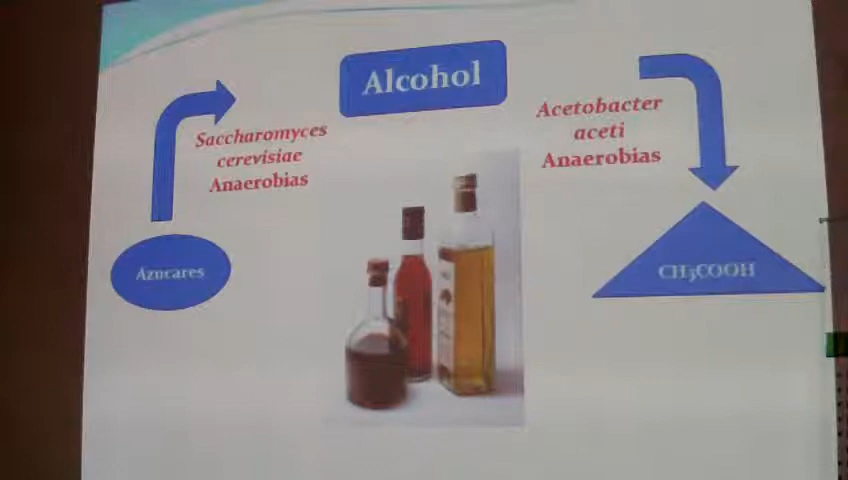 Alcohol
Saccharomyces
cerevisiae
Anaerobias
Acetobacter
aceti
Anaerobias
Azucares
CH₃COOH